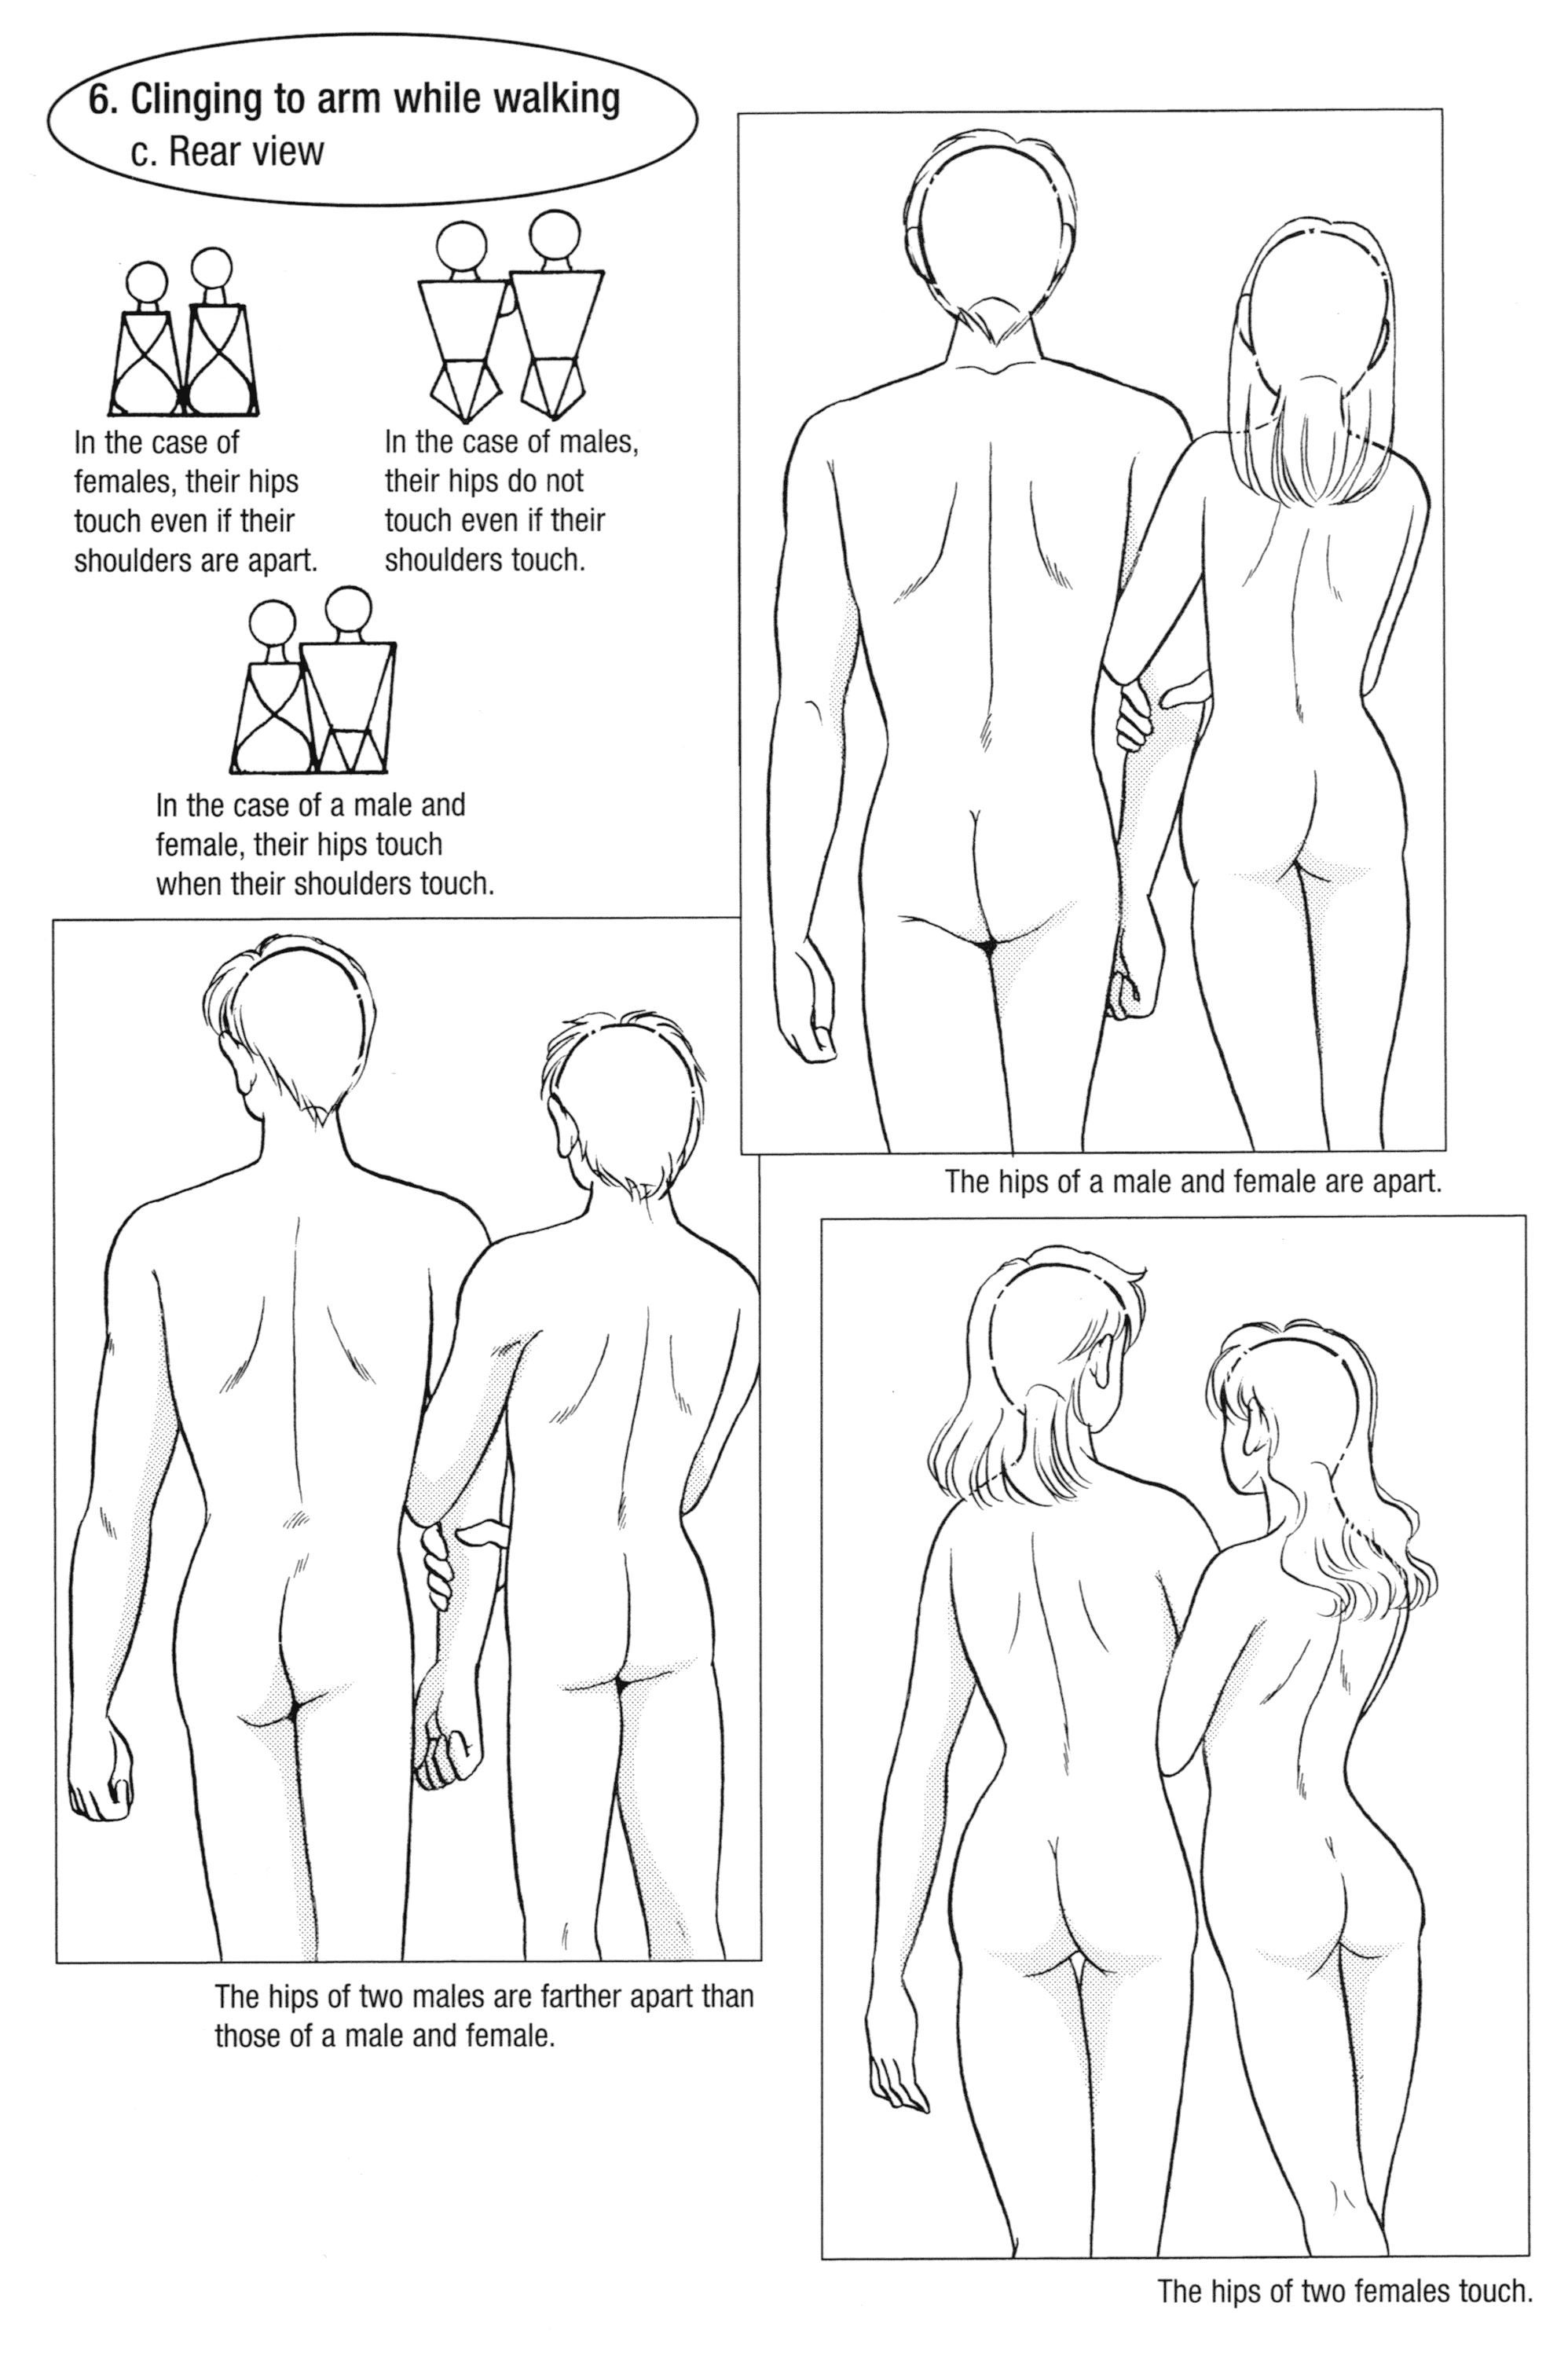 6. Clinging to arm while walking
c. Rear view
In the case of
females, their hips
touch even if their
shoulders are apart.
In the case of males,
their hips do not
touch even if their
shoulders touch.
In the case of a male and
female, their hips touch
when their shoulders touch.
The hips of a male and female are apart.
The hips of two males are farther apart than
those of a male and female.
The hips of two females touch.